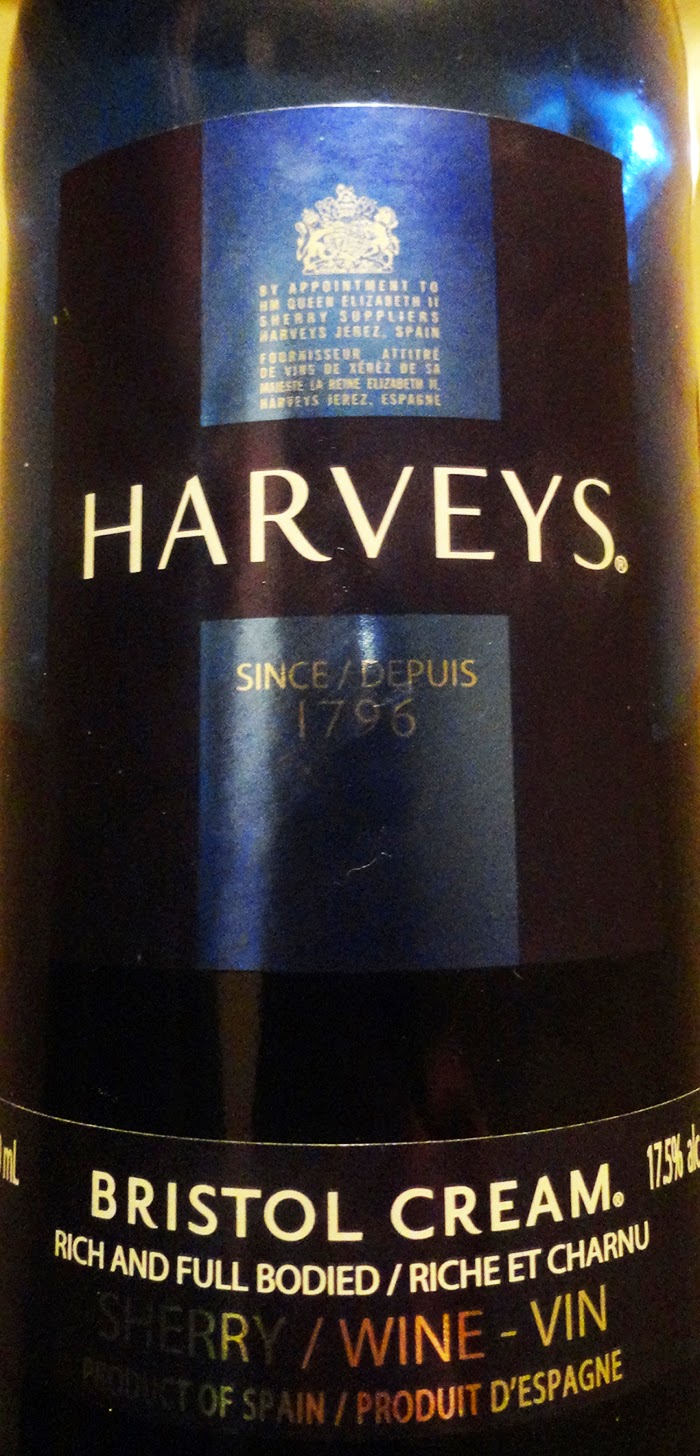 BY APPOINTMENT TO
HM QUEEN ELIZABETH II
SHERRY SUPPLIERS
HARVEYS JEREZ, SPAIN
FOURNISSEUR ATTITRÉ
DE VINS DE XÉRÈZ DE SA
MAJESTE LA REINE ELIZABETH II,
HARVEYS JEREZ, ESPAGNE
HARVEYS®
SINCE / DEPUIS
1796
mL
17.5% alc
BRISTOL CREAM®
RICH AND FULL BODIED / RICHE ET CHARNU
SHERRY / WINE - VIN
PRODUCT OF SPAIN / PRODUIT D'ESPAGNE